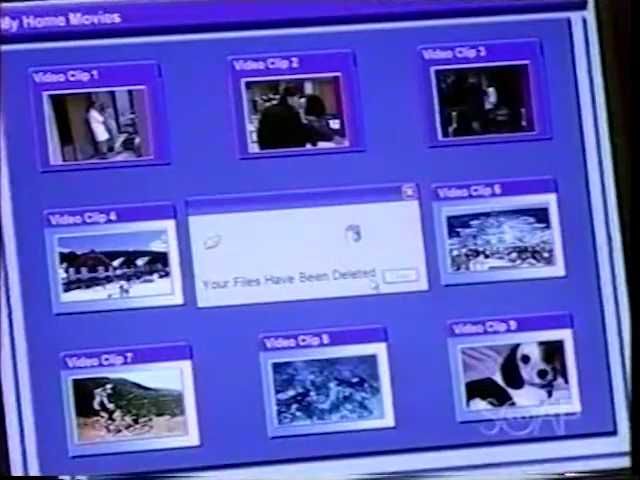 My Home Movies
Video Clip 1
Video Clip 2
Video Clip 3
Video Clip 4
Video Clip 6
Your Files Have Been Deleted
Video Clip 7
Video Clip 8
Video Clip 9
SOAP